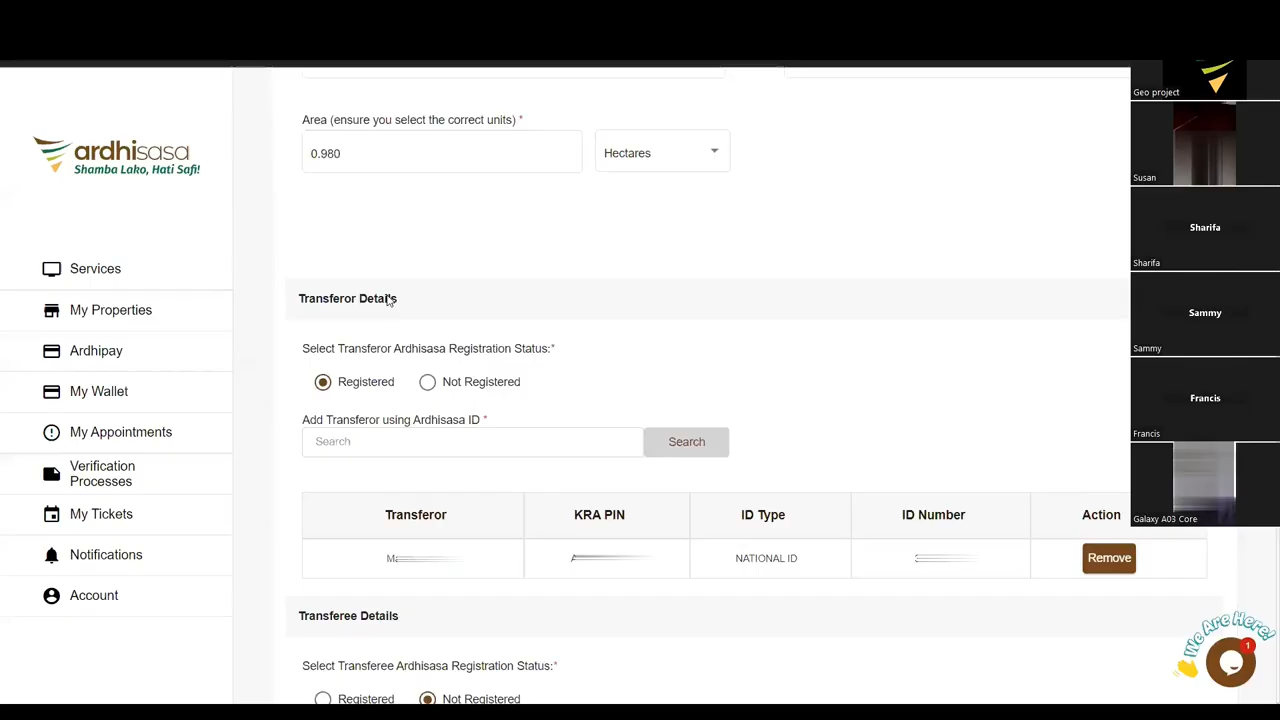 ardhisasa
Shamba Lako, Hati Safi!
Services
My Properties
Ardhipay
My Wallet
My Appointments
Verification
Processes
My Tickets
Notifications
Account
Area (ensure you select the correct units) *
0.980
Hectares
Transferor Details
Select Transferor Ardhisasa Registration Status:*
Registered
Not Registered
Add Transferor using Ardhisasa ID *
Search
Search
Transferor
KRA PIN
ID Type
ID Number
Action
NATIONAL ID
Remove
Transferee Details
Select Transferee Ardhisasa Registration Status:*
Registered
Not Registered
Geo project
Susan
Sharifa
Sharifa
Sammy
Sammy
Francis
Francis
Galaxy A03 Core
We Are Here!
1